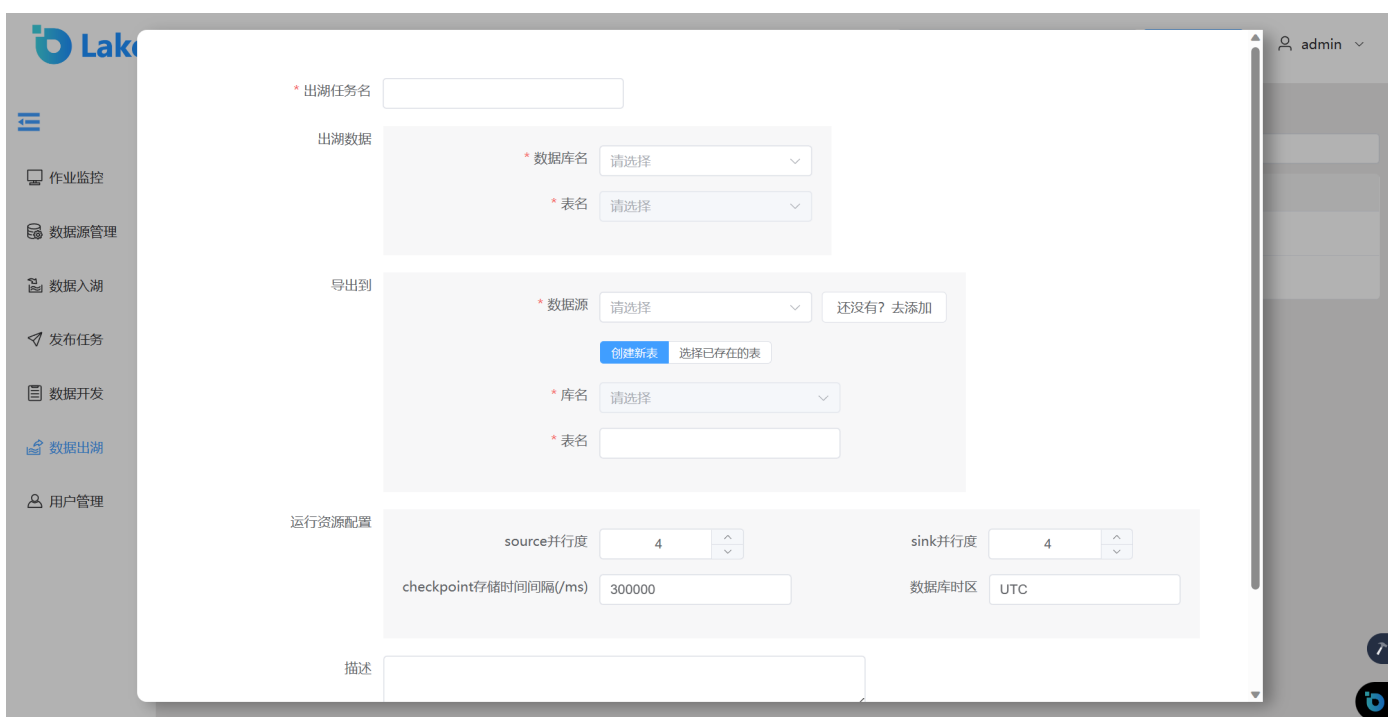 Lake
admin
* 出湖任务名
出湖数据
* 数据库名 请选择
作业监控
* 表名 请选择
数据源管理
导出到
数据入湖
* 数据源 请选择 还没有？去添加
发布任务
创建新表 选择已存在的表
数据开发
* 库名 请选择
* 表名
数据出湖
用户管理
运行资源配置
source并行度 4 sink并行度 4
checkpoint存储时间间隔(/ms) 300000 数据库时区 UTC
描述